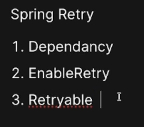 Spring Retry
1. Dependancy
2. EnableRetry
3. Retryable